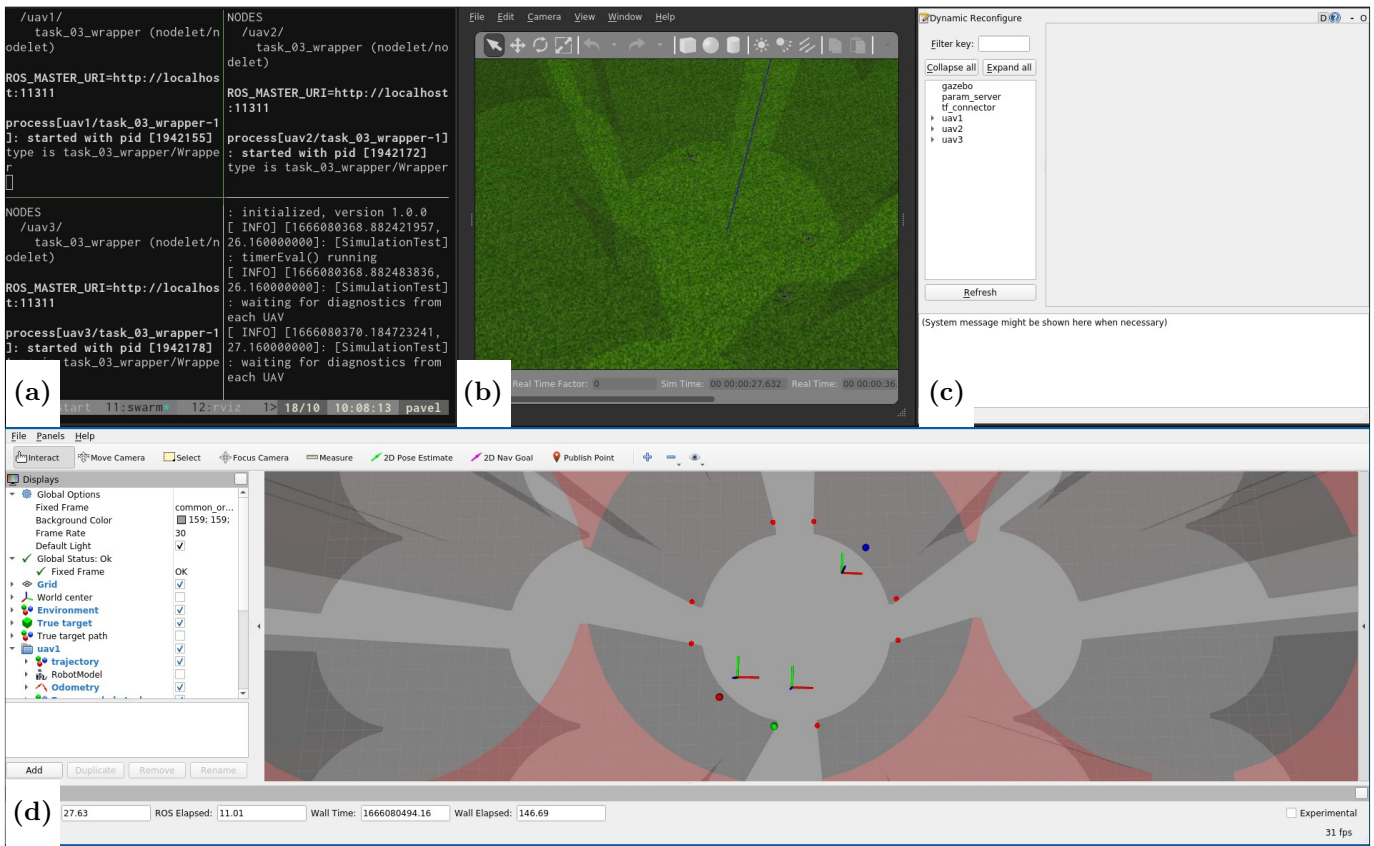 /uav1/
task_03_wrapper (nodelet/n
odelet)
ROS_MASTER_URI=http://localhos
t:11311
process[uav1/task_03_wrapper-1
]: started with pid [1942155]
type is task_03_wrapper/Wrappe
r
NODES
/uav2/
task_03_wrapper (nodelet/no
delet)
ROS_MASTER_URI=http://localhost
:11311
process[uav2/task_03_wrapper-1]
: started with pid [1942172]
type is task_03_wrapper/Wrapper
NODES
/uav3/
task_03_wrapper (nodelet/n
odelet)
ROS_MASTER_URI=http://localhos
t:11311
process[uav3/task_03_wrapper-1
]: started with pid [1942178]
task_03_wrapper/Wrappe
: initialized, version 1.0.0
[ INFO] [1666080368.882421957,
26.160000000]: [SimulationTest]
: timerEval() running
[ INFO] [1666080368.882483836,
26.160000000]: [SimulationTest]
: waiting for diagnostics from
each UAV
[ INFO] [1666080370.184723241,
27.160000000]: [SimulationTest]
: waiting for diagnostics from
each UAV
(a)
tart 11:swarm* 12:rviz 1> 18/10 10:08:13 pavel
File Edit Camera View Window Help
(b)
Real Time Factor: 0 Sim Time: 00 00:00:27.632 Real Time: 00 00:00:36.
Dynamic Reconfigure
D - O
Filter key:
Collapse all Expand all
gazebo
param_server
tf_connector
uav1
uav2
uav3
Refresh
(System message might be shown here when necessary)
(c)
File Panels Help
Interact Move Camera Select Focus Camera Measure 2D Pose Estimate 2D Nav Goal Publish Point
Displays
Global Options
Fixed Frame common_or...
Background Color 159; 159;
Frame Rate 30
Default Light
Global Status: Ok
Fixed Frame OK
Grid
World center
Environment
True target
True target path
uav1
trajectory
RobotModel
Odometry
Add Duplicate Remove Rename
(d)
27.63 ROS Elapsed: 11.01 Wall Time: 1666080494.16 Wall Elapsed: 146.69 Experimental
31 fps